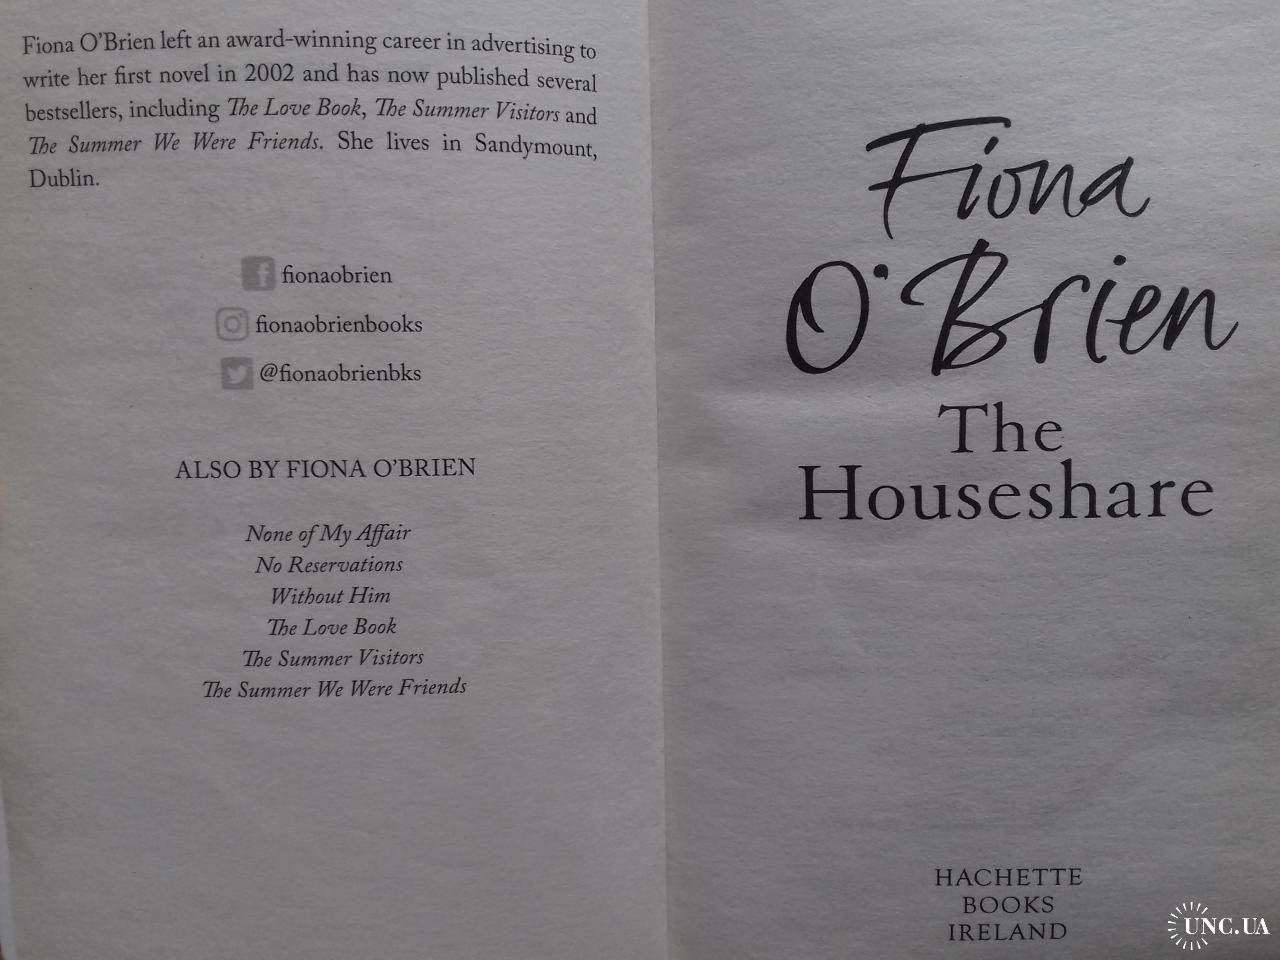 Fiona O’Brien left an award-winning career in advertising to
write her first novel in 2002 and has now published several
bestsellers, including The Love Book, The Summer Visitors and
The Summer We Were Friends. She lives in Sandymount,
Dublin.
fionaobrien
fionaobrienbooks
@fionaobrienbks
ALSO BY FIONA O’BRIEN
None of My Affair
No Reservations
Without Him
The Love Book
The Summer Visitors
The Summer We Were Friends
Fiona
O’Brien
The
Houseshare
HACHETTE
BOOKS
IRELAND
UNC.UA